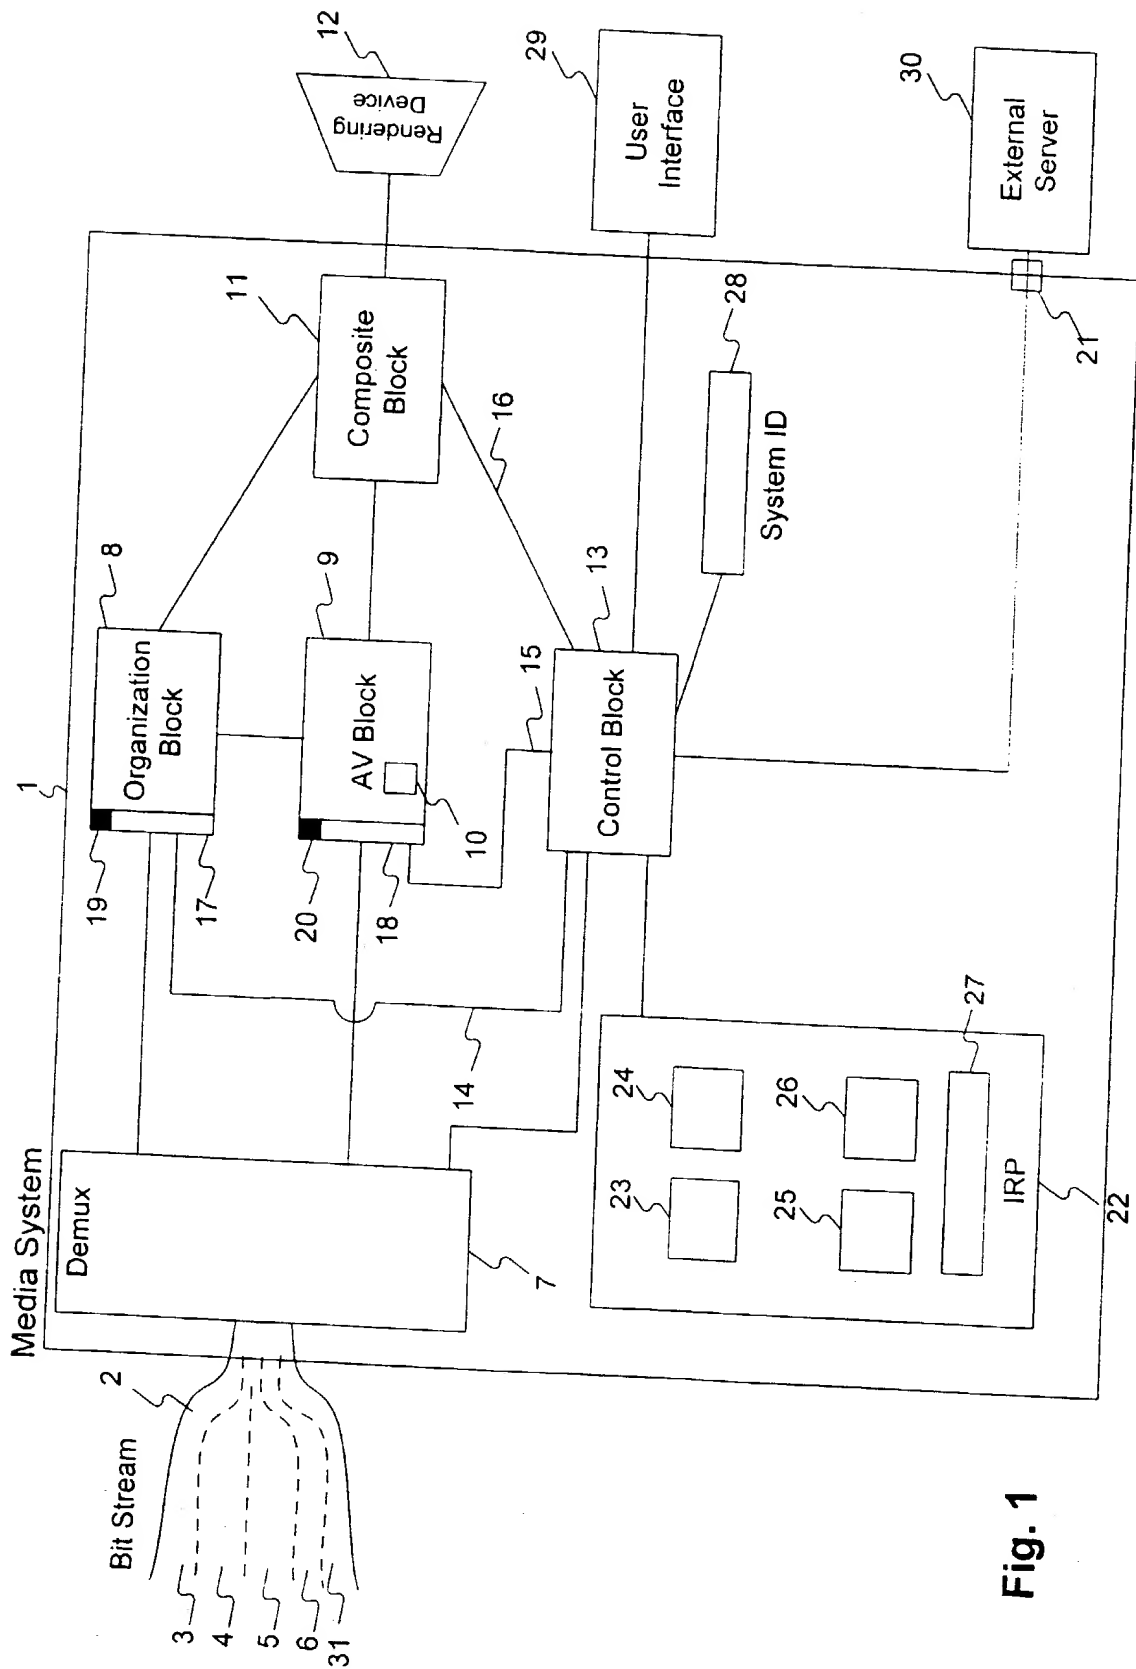 Media System
1
Bit Stream
2
3
4
5
6
31
Demux
7
19
17
Organization
Block
8
20
18
AV Block
9
10
14
15
16
Composite
Block
11
Rendering
Device
12
Control Block
13
User
Interface
29
System ID
28
External
Server
30
21
23
24
25
26
27
IRP
22
Fig. 1